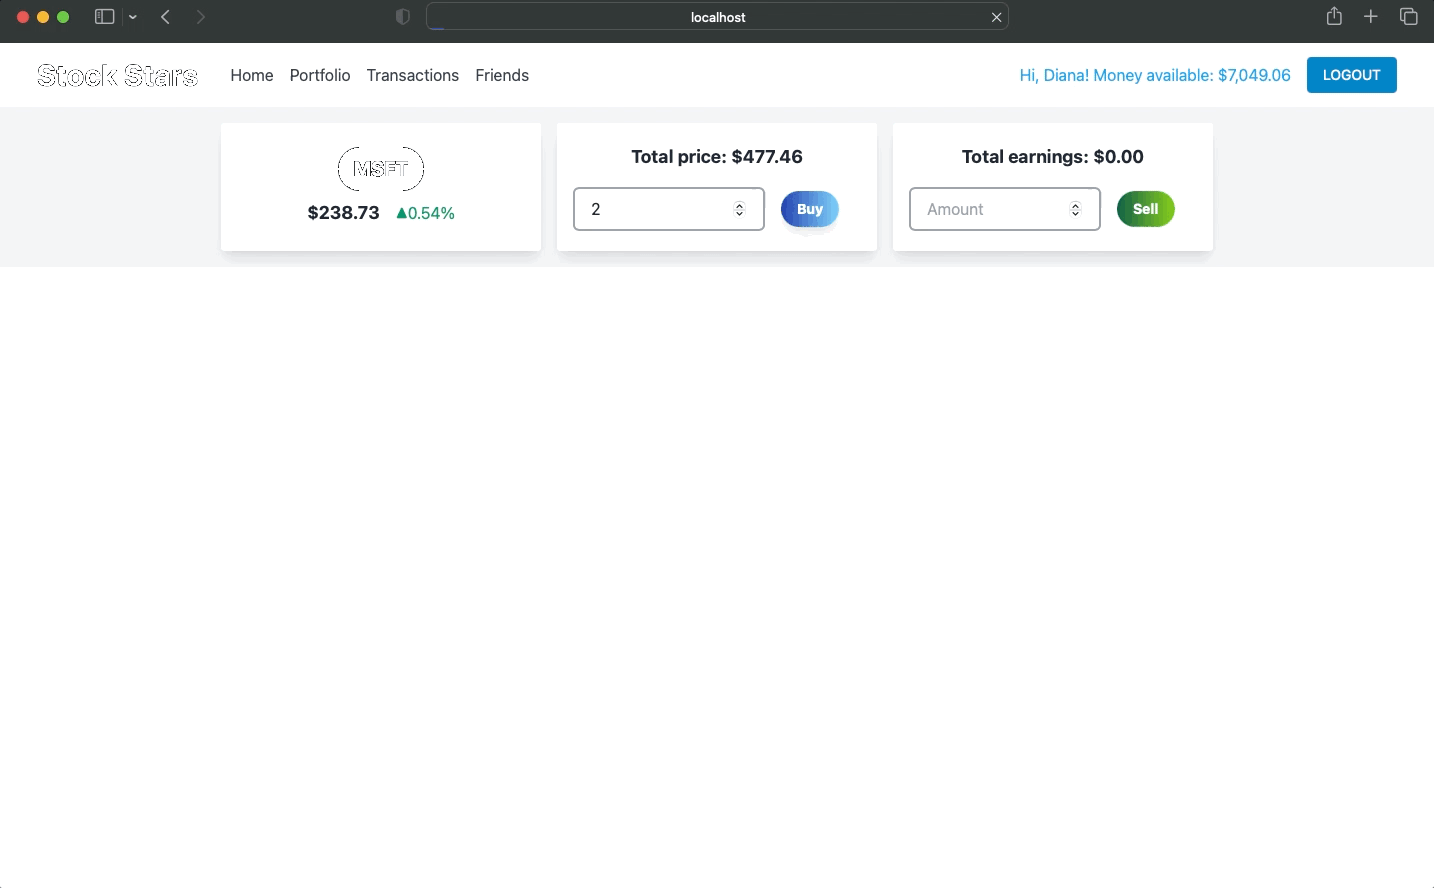 localhost
Stock Stars Home Portfolio Transactions Friends Hi, Diana! Money available: $7,049.06 LOGOUT
MSFT
$238.73 ▲0.54%
Total price: $477.46
2 Buy
Total earnings: $0.00
Amount Sell